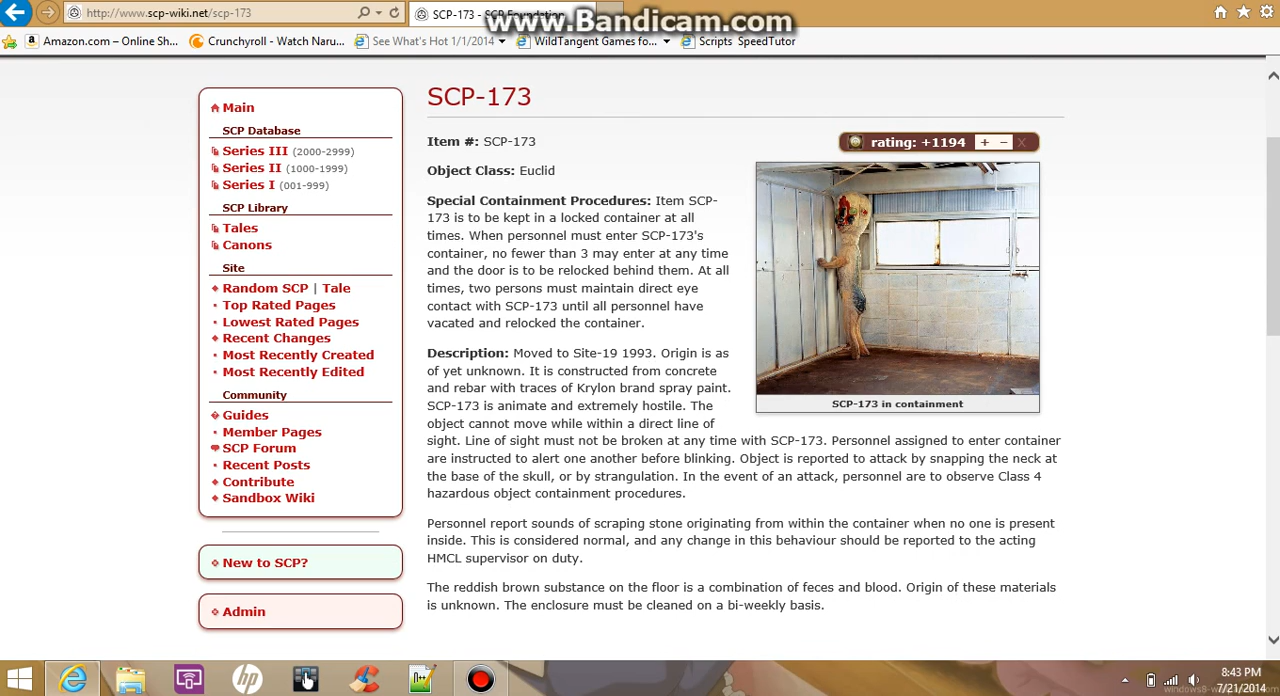 http://www.scp-wiki.net/scp-173
SCP-173 - SCP Foundation
www.Bandicam.com
Amazon.com – Online Sh...
Crunchyroll - Watch Naru...
See What's Hot 1/1/2014
WildTangent Games fo...
Scripts
SpeedTutor
Main
SCP Database
Series III (2000-2999)
Series II (1000-1999)
Series I (001-999)
SCP Library
Tales
Canons
Site
Random SCP | Tale
Top Rated Pages
Lowest Rated Pages
Recent Changes
Most Recently Created
Most Recently Edited
Community
Guides
Member Pages
SCP Forum
Recent Posts
Contribute
Sandbox Wiki
New to SCP?
Admin
SCP-173
rating: +1194 + – X
Item #: SCP-173
Object Class: Euclid
Special Containment Procedures: Item SCP-
173 is to be kept in a locked container at all
times. When personnel must enter SCP-173's
container, no fewer than 3 may enter at any time
and the door is to be relocked behind them. At all
times, two persons must maintain direct eye
contact with SCP-173 until all personnel have
vacated and relocked the container.
SCP-173 in containment
Description: Moved to Site-19 1993. Origin is as
of yet unknown. It is constructed from concrete
and rebar with traces of Krylon brand spray paint.
SCP-173 is animate and extremely hostile. The
object cannot move while within a direct line of
sight. Line of sight must not be broken at any time with SCP-173. Personnel assigned to enter container
are instructed to alert one another before blinking. Object is reported to attack by snapping the neck at
the base of the skull, or by strangulation. In the event of an attack, personnel are to observe Class 4
hazardous object containment procedures.
Personnel report sounds of scraping stone originating from within the container when no one is present
inside. This is considered normal, and any change in this behaviour should be reported to the acting
HMCL supervisor on duty.
The reddish brown substance on the floor is a combination of feces and blood. Origin of these materials
is unknown. The enclosure must be cleaned on a bi-weekly basis.
hp
8:43 PM
7/21/2014